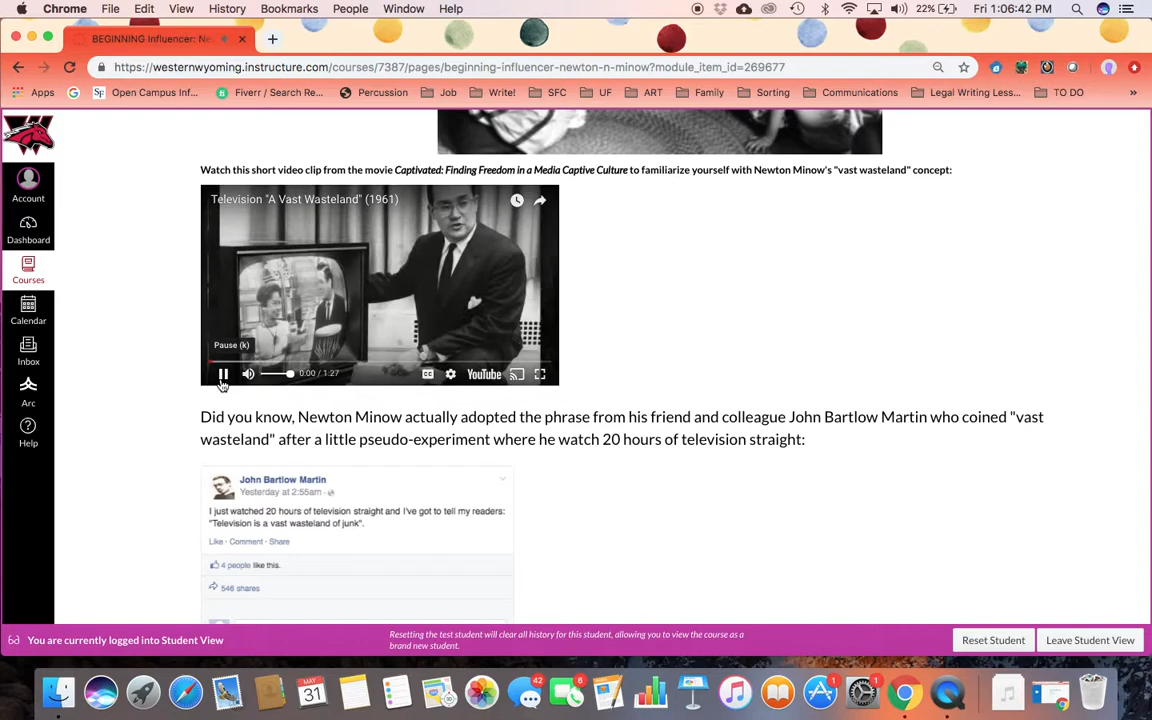 Chrome File Edit View History Bookmarks People Window Help 22% Fri 1:06:42 PM
BEGINNING Influencer: Ne
https://westernwyoming.instructure.com/courses/7387/pages/beginning-influencer-newton-n-minow?module_item_id=269677
Apps Open Campus Inf... Fiverr / Search Re... Percussion Job Write! SFC UF ART Family Sorting Communications Legal Writing Less... TO DO
Account
Dashboard
Courses
Calendar
Inbox
Arc
Help
Watch this short video clip from the movie Captivated: Finding Freedom in a Media Captive Culture to familiarize yourself with Newton Minow's "vast wasteland" concept:
Television "A Vast Wasteland" (1961)
Pause (k)
0:00 / 1:27 CC YouTube
Did you know, Newton Minow actually adopted the phrase from his friend and colleague John Bartlow Martin who coined "vast
wasteland" after a little pseudo-experiment where he watch 20 hours of television straight:
John Bartlow Martin
Yesterday at 2:55am
I just watched 20 hours of television straight and I've got to tell my readers:
"Television is a vast wasteland of junk".
Like · Comment · Share
4 people like this.
546 shares
You are currently logged into Student View
Resetting the test student will clear all history for this student, allowing you to view the course as a
brand new student.
Reset Student
Leave Student View
MAR
31
42
6
1
1